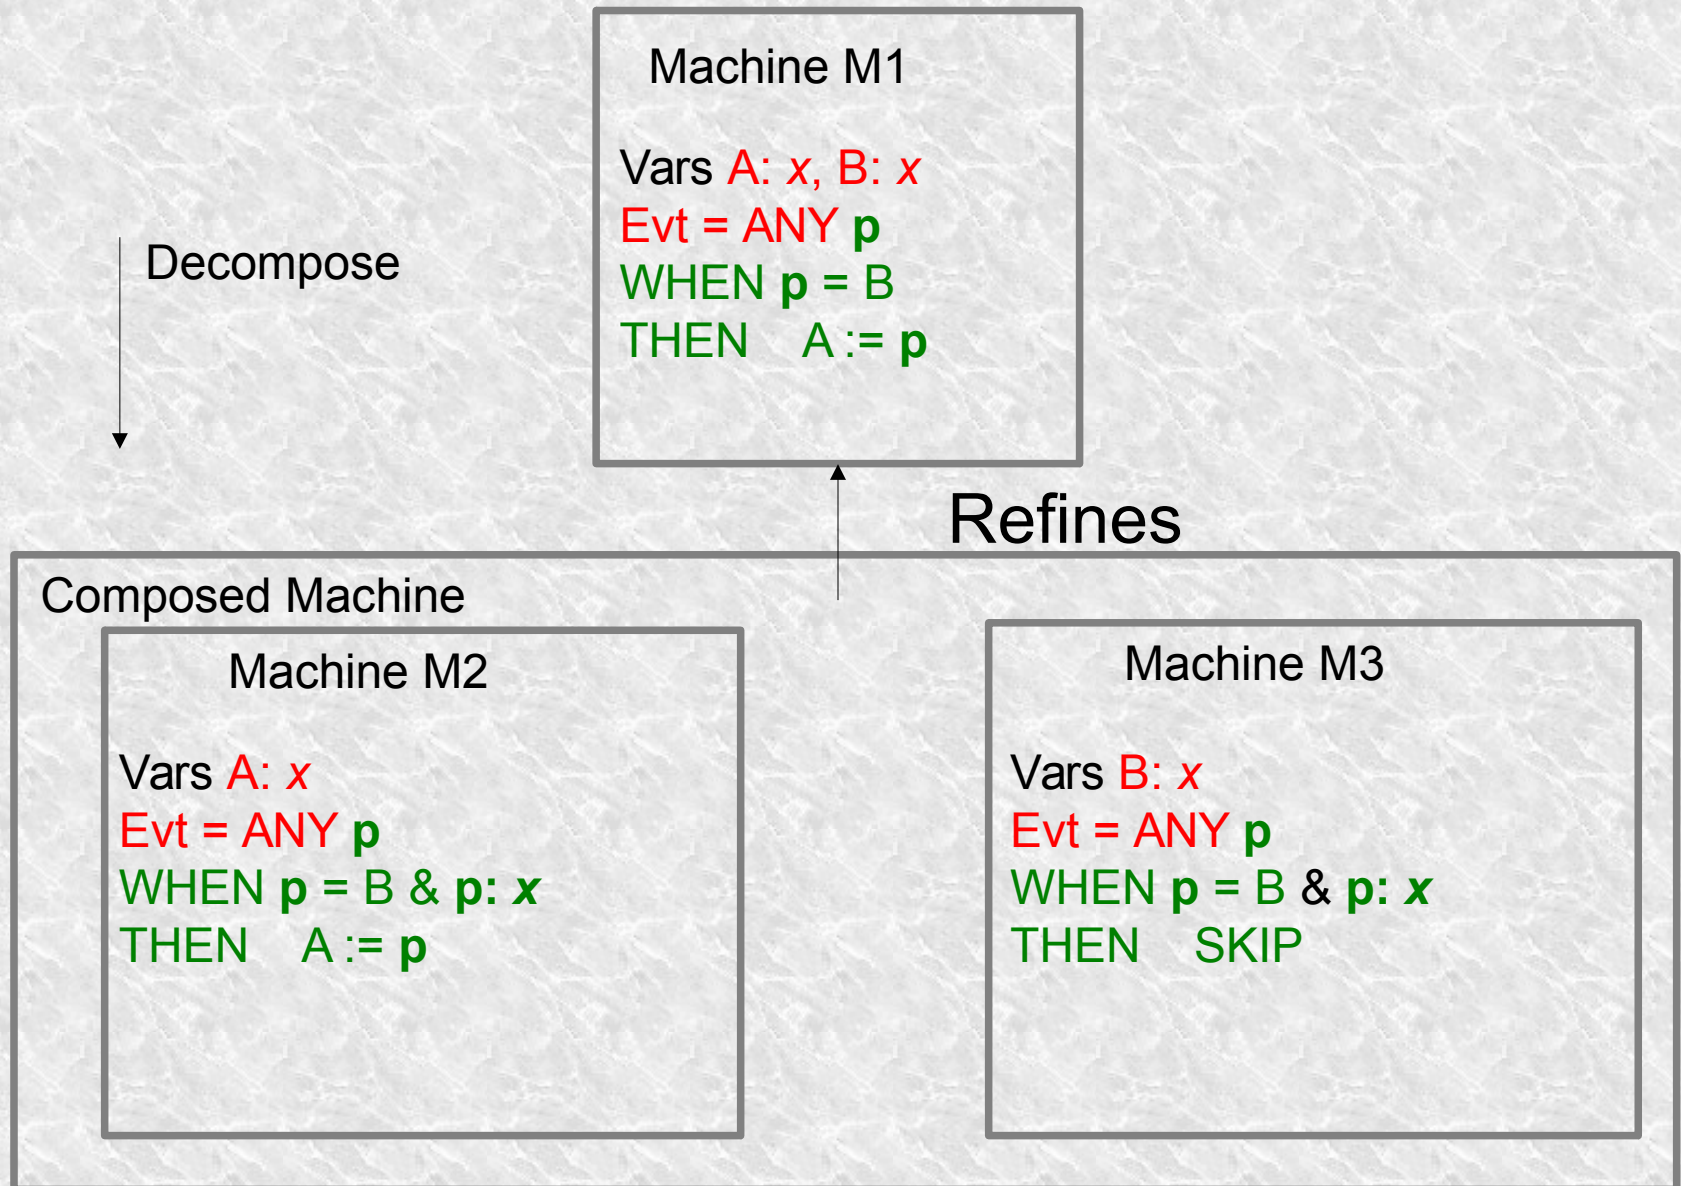 Machine M1
Vars A: x, B: x
Evt = ANY p
WHEN p = B
THEN A := p
Decompose
Refines
Composed Machine
Machine M2
Vars A: x
Evt = ANY p
WHEN p = B & p: x
THEN A := p
Machine M3
Vars B: x
Evt = ANY p
WHEN p = B & p: x
THEN SKIP